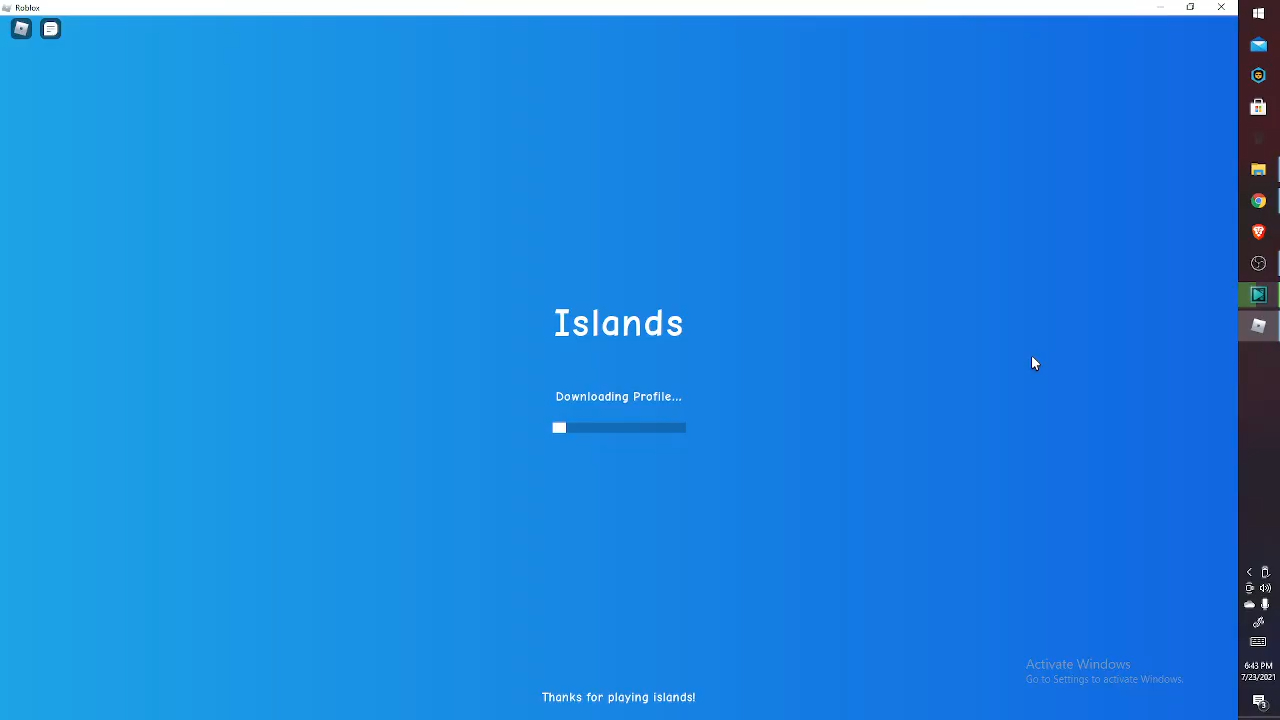 Roblox
Islands
Downloading Profile...
Activate Windows
Go to Settings to activate Windows.
6:43 PM
7/23/2021
Thanks for playing islands!